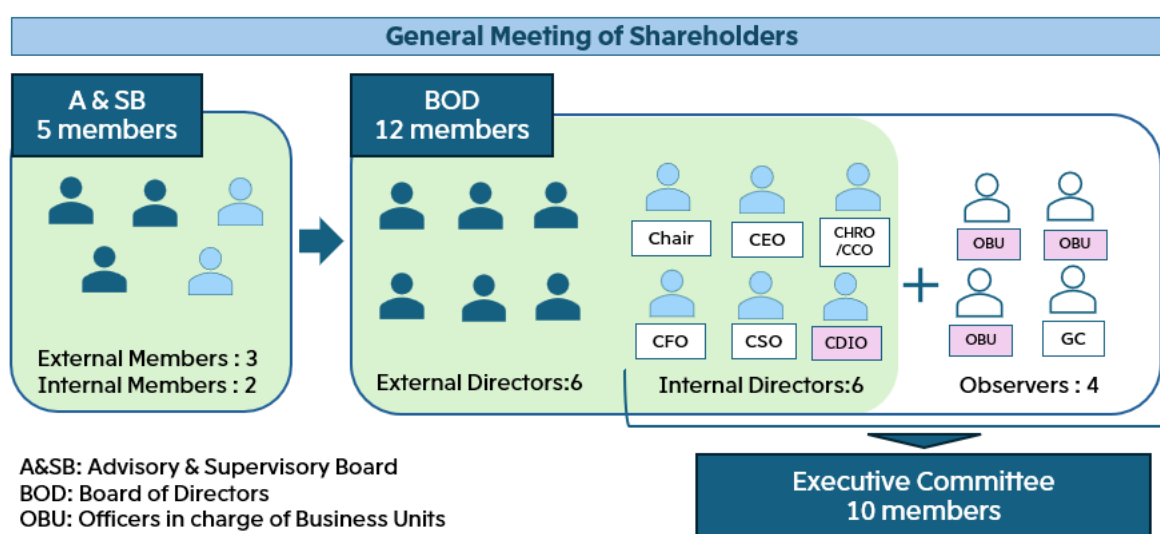 General Meeting of Shareholders
A & SB
5 members
External Members : 3
Internal Members : 2
BOD
12 members
External Directors:6
Chair
CEO
CHRO
/CCO
CFO
CSO
CDIO
Internal Directors:6
+
OBU
OBU
OBU
GC
Observers : 4
A&SB: Advisory & Supervisory Board
BOD: Board of Directors
OBU: Officers in charge of Business Units
Executive Committee
10 members